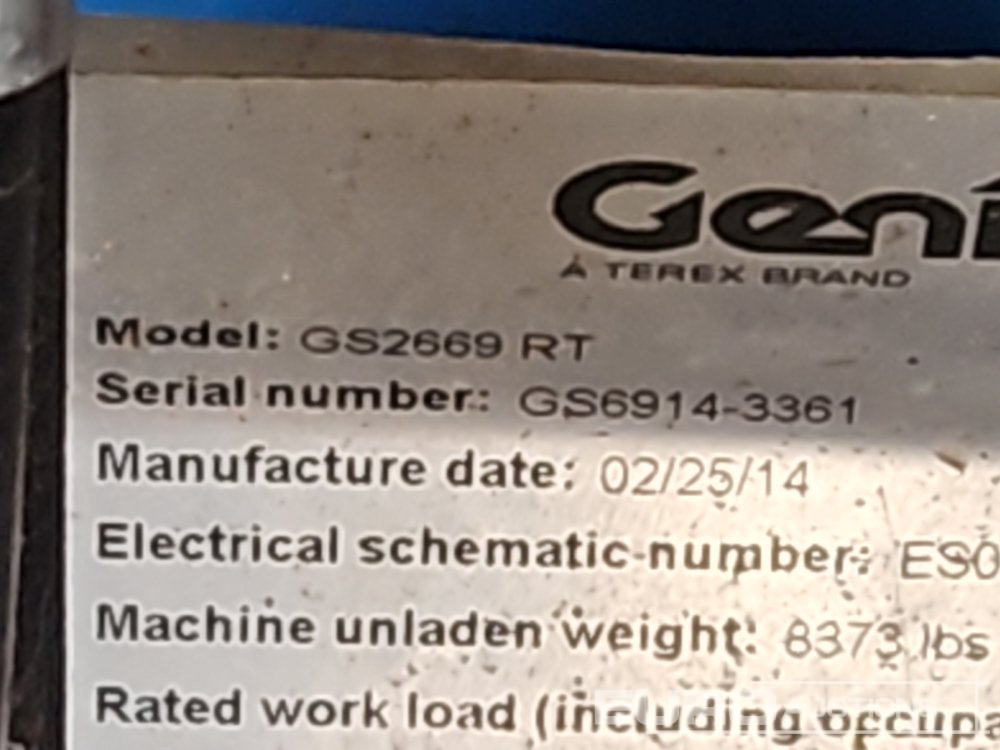 Geni
A TEREX BRAND
Model: GS2669 RT
Serial number: GS6914-3361
Manufacture date: 02/25/14
Electrical schematic number: ES0
Machine unladen weight: 8373 lbs
Rated work load (including occupa